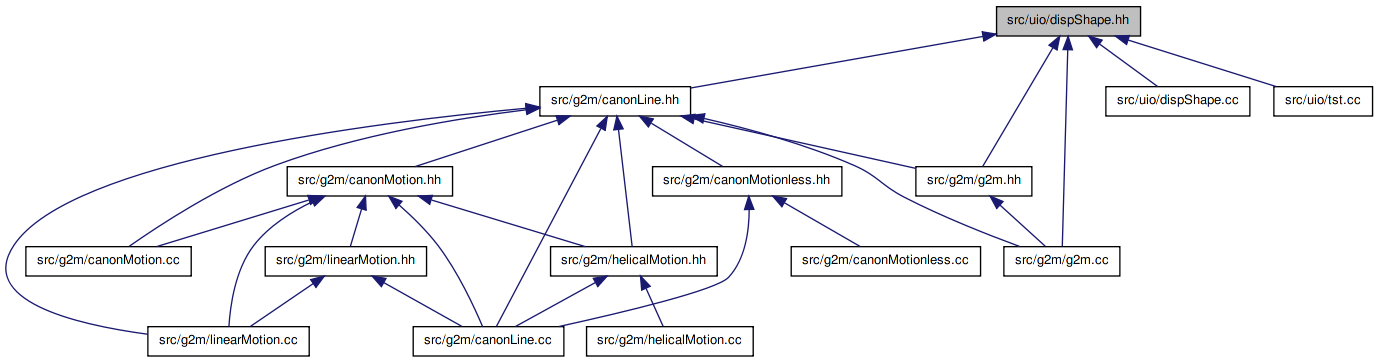 src/uio/dispShape.hh
src/g2m/canonLine.hh
src/uio/dispShape.cc
src/uio/tst.cc
src/g2m/canonMotion.hh
src/g2m/canonMotionless.hh
src/g2m/g2m.hh
src/g2m/canonMotion.cc
src/g2m/linearMotion.hh
src/g2m/helicalMotion.hh
src/g2m/canonMotionless.cc
src/g2m/g2m.cc
src/g2m/linearMotion.cc
src/g2m/canonLine.cc
src/g2m/helicalMotion.cc